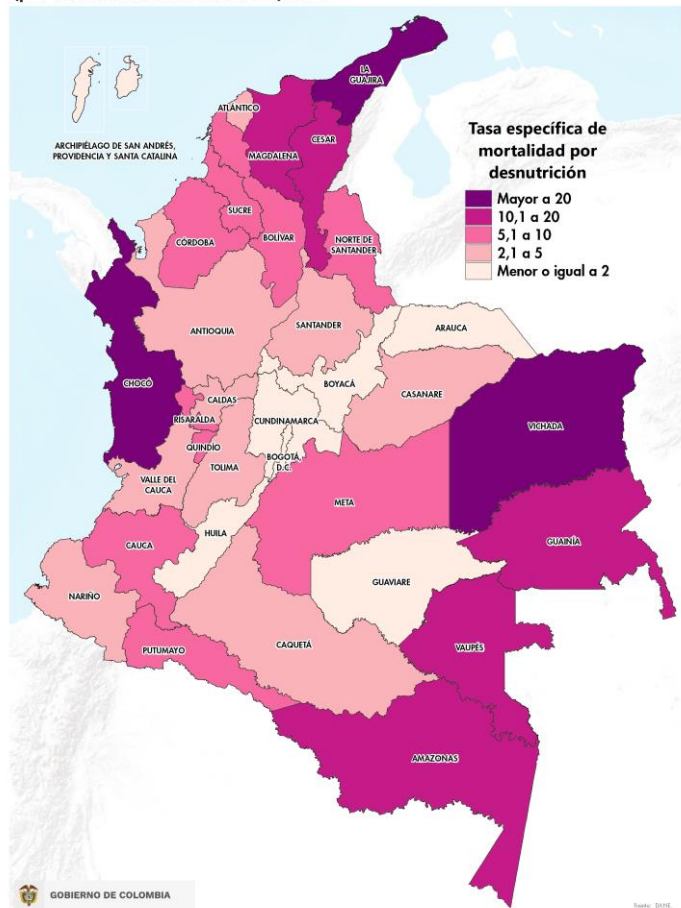 LA
GUAJIRA
ATLÁNTICO
ARCHIPIÉLAGO DE SAN ANDRÉS,
PROVIDENCIA Y SANTA CATALINA
MAGDALENA
CESAR
Tasa específica de
mortalidad por
desnutrición
Mayor a 20
10,1 a 20
5,1 a 10
2,1 a 5
Menor o igual a 2
SUCRE
CÓRDOBA
BOLÍVAR
NORTE DE
SANTANDER
ANTIOQUIA
SANTANDER
ARAUCA
CHOCÓ
BOYACÁ
CALDAS
CASANARE
RISARALDA
CUNDINAMARCA
VICHADA
QUINDÍO
BOGOTÁ,
D.C.
TOLIMA
VALLE DEL
CAUCA
META
HUILA
CAUCA
GUAINÍA
GUAVIARE
NARIÑO
CAQUETÁ
VAUPÉS
PUTUMAYO
AMAZONAS
GOBIERNO DE COLOMBIA
Fuente: DANE